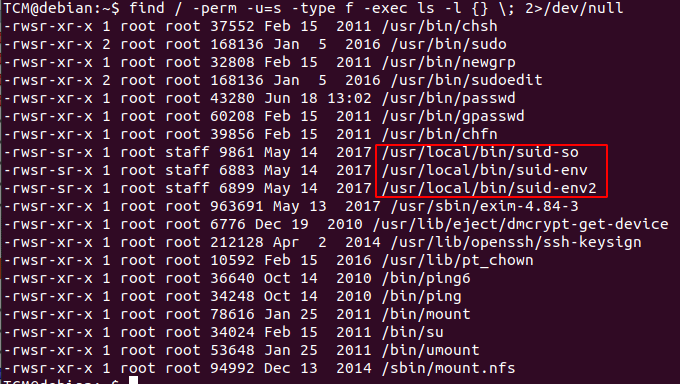 TCM@debian:~$ find / -perm -u=s -type f -exec ls -l {} \; 2>/dev/null
-rwsr-xr-x 1 root root 37552 Feb 15  2011 /usr/bin/chsh
-rwsr-xr-x 2 root root 168136 Jan  5  2016 /usr/bin/sudo
-rwsr-xr-x 1 root root 32808 Feb 15  2011 /usr/bin/newgrp
-rwsr-xr-x 2 root root 168136 Jan  5  2016 /usr/bin/sudoedit
-rwsr-xr-x 1 root root 43280 Jun 18 13:02 /usr/bin/passwd
-rwsr-xr-x 1 root root 60208 Feb 15  2011 /usr/bin/gpasswd
-rwsr-xr-x 1 root root 39856 Feb 15  2011 /usr/bin/chfn
-rwsr-sr-x 1 root staff 9861 May 14  2017 /usr/local/bin/suid-so
-rwsr-sr-x 1 root staff 6883 May 14  2017 /usr/local/bin/suid-env
-rwsr-sr-x 1 root staff 6899 May 14  2017 /usr/local/bin/suid-env2
-rwsr-xr-x 1 root root 963691 May 13  2017 /usr/sbin/exim-4.84-3
-rwsr-xr-x 1 root root 6776 Dec 19  2010 /usr/lib/eject/dmcrypt-get-device
-rwsr-xr-x 1 root root 212128 Apr  2  2014 /usr/lib/openssh/ssh-keysign
-rwsr-xr-x 1 root root 10592 Feb 15  2016 /usr/lib/pt_chown
-rwsr-xr-x 1 root root 36640 Oct 14  2010 /bin/ping6
-rwsr-xr-x 1 root root 34248 Oct 14  2010 /bin/ping
-rwsr-xr-x 1 root root 78616 Jan 25  2011 /bin/mount
-rwsr-xr-x 1 root root 34024 Feb 15  2011 /bin/su
-rwsr-xr-x 1 root root 53648 Jan 25  2011 /bin/umount
-rwsr-xr-x 1 root root 94992 Dec 13  2014 /sbin/mount.nfs
TCM@debian:~$